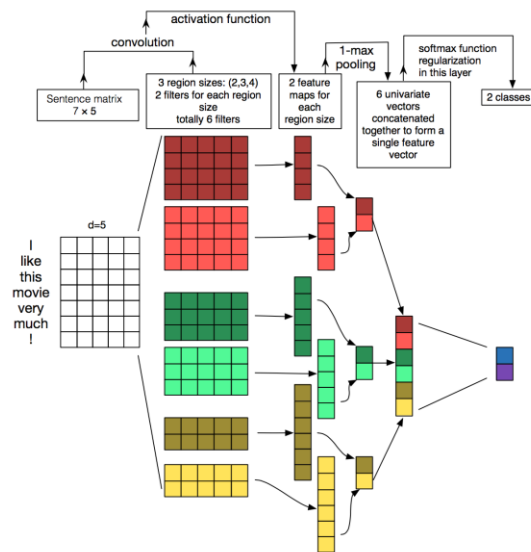 activation function
convolution
1-max
pooling
softmax function
regularization
in this layer
Sentence matrix
7 × 5
3 region sizes: (2,3,4)
2 filters for each region
size
totally 6 filters
2 feature
maps for
each
region size
6 univariate
vectors
concatenated
together to form a
single feature
vector
2 classes
d=5
I
like
this
movie
very
much
!